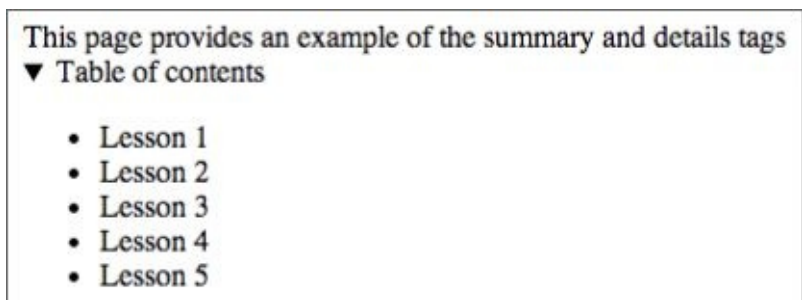 This page provides an example of the summary and details tags
▼ Table of contents
• Lesson 1
• Lesson 2
• Lesson 3
• Lesson 4
• Lesson 5